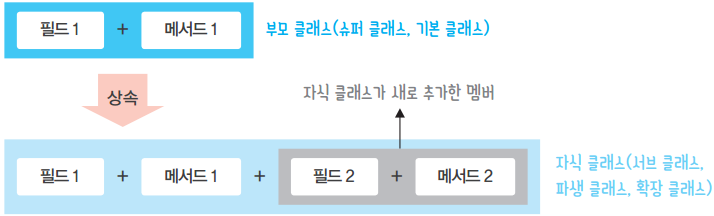 필드 1 + 메서드 1 부모 클래스(슈퍼 클래스, 기본 클래스)
상속
자식 클래스가 새로 추가한 멤버
필드 1 + 메서드 1 + 필드 2 + 메서드 2
자식 클래스(서브 클래스,
파생 클래스, 확장 클래스)